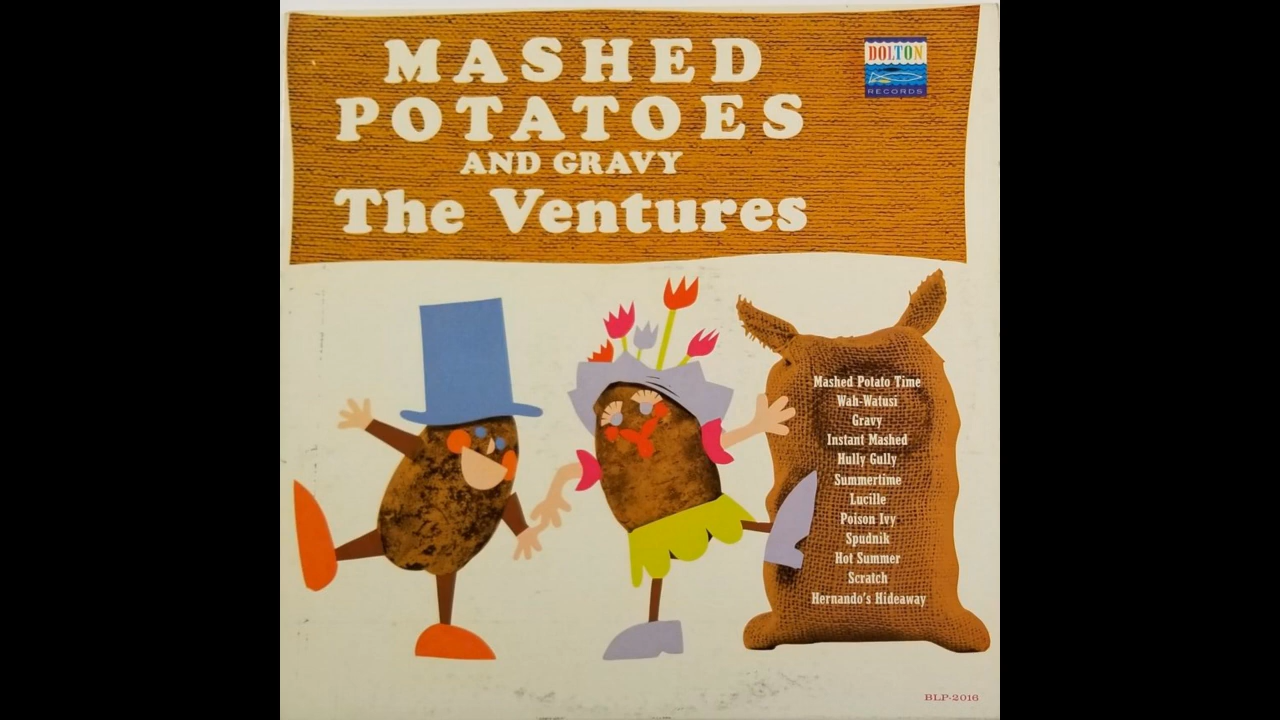 MASHED
POTATOES
AND GRAVY
The Ventures
DOLTON
RECORDS
Mashed Potato Time
Wah-Watusi
Gravy
Instant Mashed
Hully Gully
Summertime
Lucille
Poison Ivy
Spudnik
Hot Summer
Scratch
Hernando's Hideaway
BLP-2016